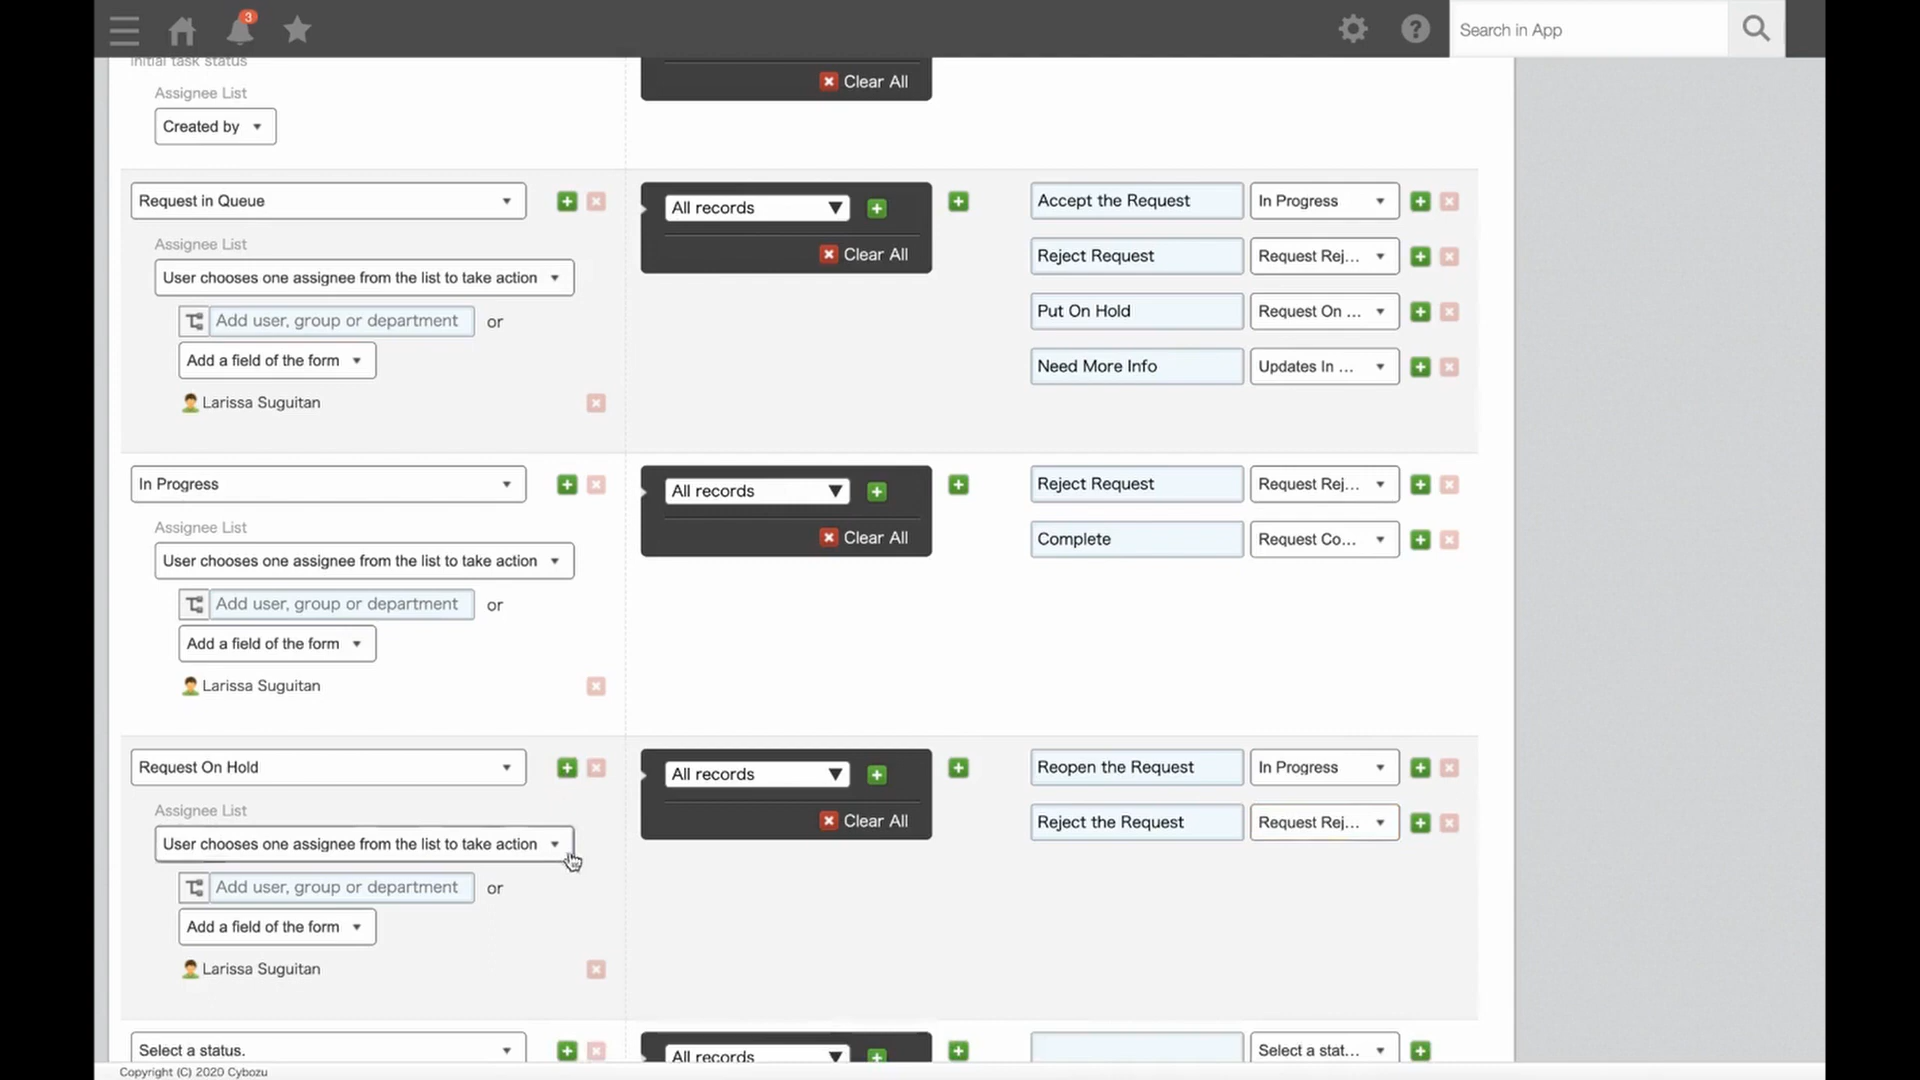 3
Search in App
Initial task status
Clear All
Assignee List
Created by
Request in Queue
All records
Accept the Request
In Progress
Assignee List
Clear All
Reject Request
Request Rej...
User chooses one assignee from the list to take action
Add user, group or department or
Put On Hold
Request On ...
Add a field of the form
Need More Info
Updates In ...
Larissa Suguitan
In Progress
All records
Reject Request
Request Rej...
Assignee List
Clear All
Complete
Request Co...
User chooses one assignee from the list to take action
Add user, group or department or
Add a field of the form
Larissa Suguitan
Request On Hold
All records
Reopen the Request
In Progress
Assignee List
Clear All
Reject the Request
Request Rej...
User chooses one assignee from the list to take action
Add user, group or department or
Add a field of the form
Larissa Suguitan
Select a status.
All records
Select a stat...
Copyright (C) 2020 Cybozu